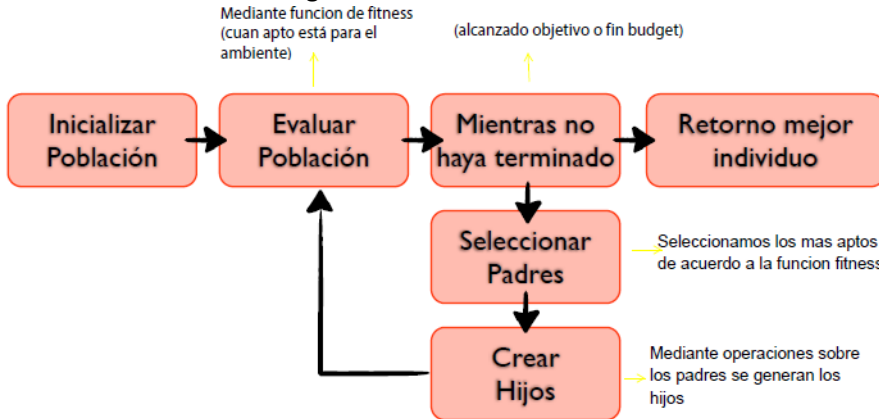 Mediante funcion de fitness
(cuan apto está para el
ambiente)
(alcanzado objetivo o fin budget)
Inicializar
Población
Evaluar
Población
Mientras no
haya terminado
Retorno mejor
individuo
Seleccionar
Padres
Seleccionamos los mas aptos
de acuerdo a la funcion fitness
Crear
Hijos
Mediante operaciones sobre
los padres se generan los
hijos